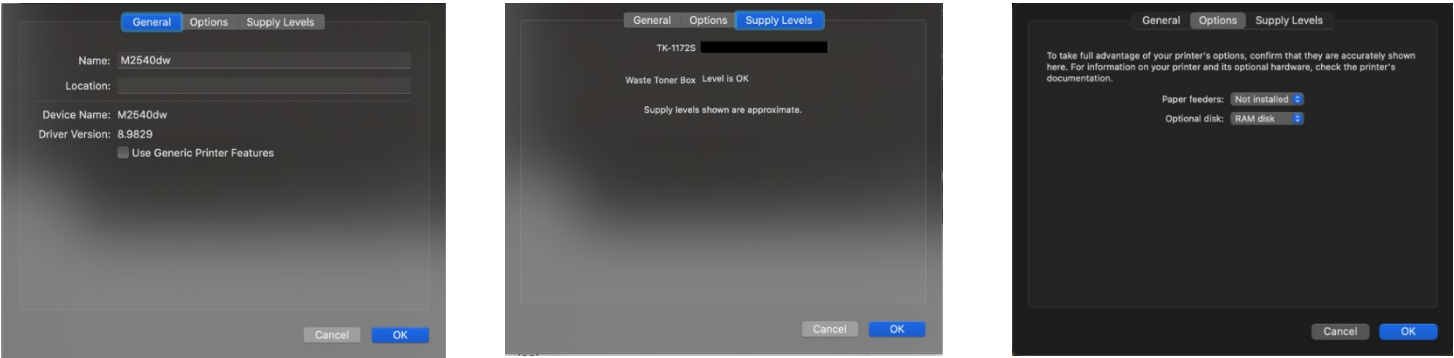 General Options Supply Levels
Name: M2540dw
Location:
Device Name: M2540dw
Driver Version: 8.9829
Use Generic Printer Features
Cancel OK
General Options Supply Levels
TK-1172S
Waste Toner Box Level is OK
Supply levels shown are approximate.
Cancel OK
General Options Supply Levels
To take full advantage of your printer's options, confirm that they are accurately shown
here. For information on your printer and its optional hardware, check the printer's
documentation.
Paper feeders: Not installed
Optional disk: RAM disk
Cancel OK